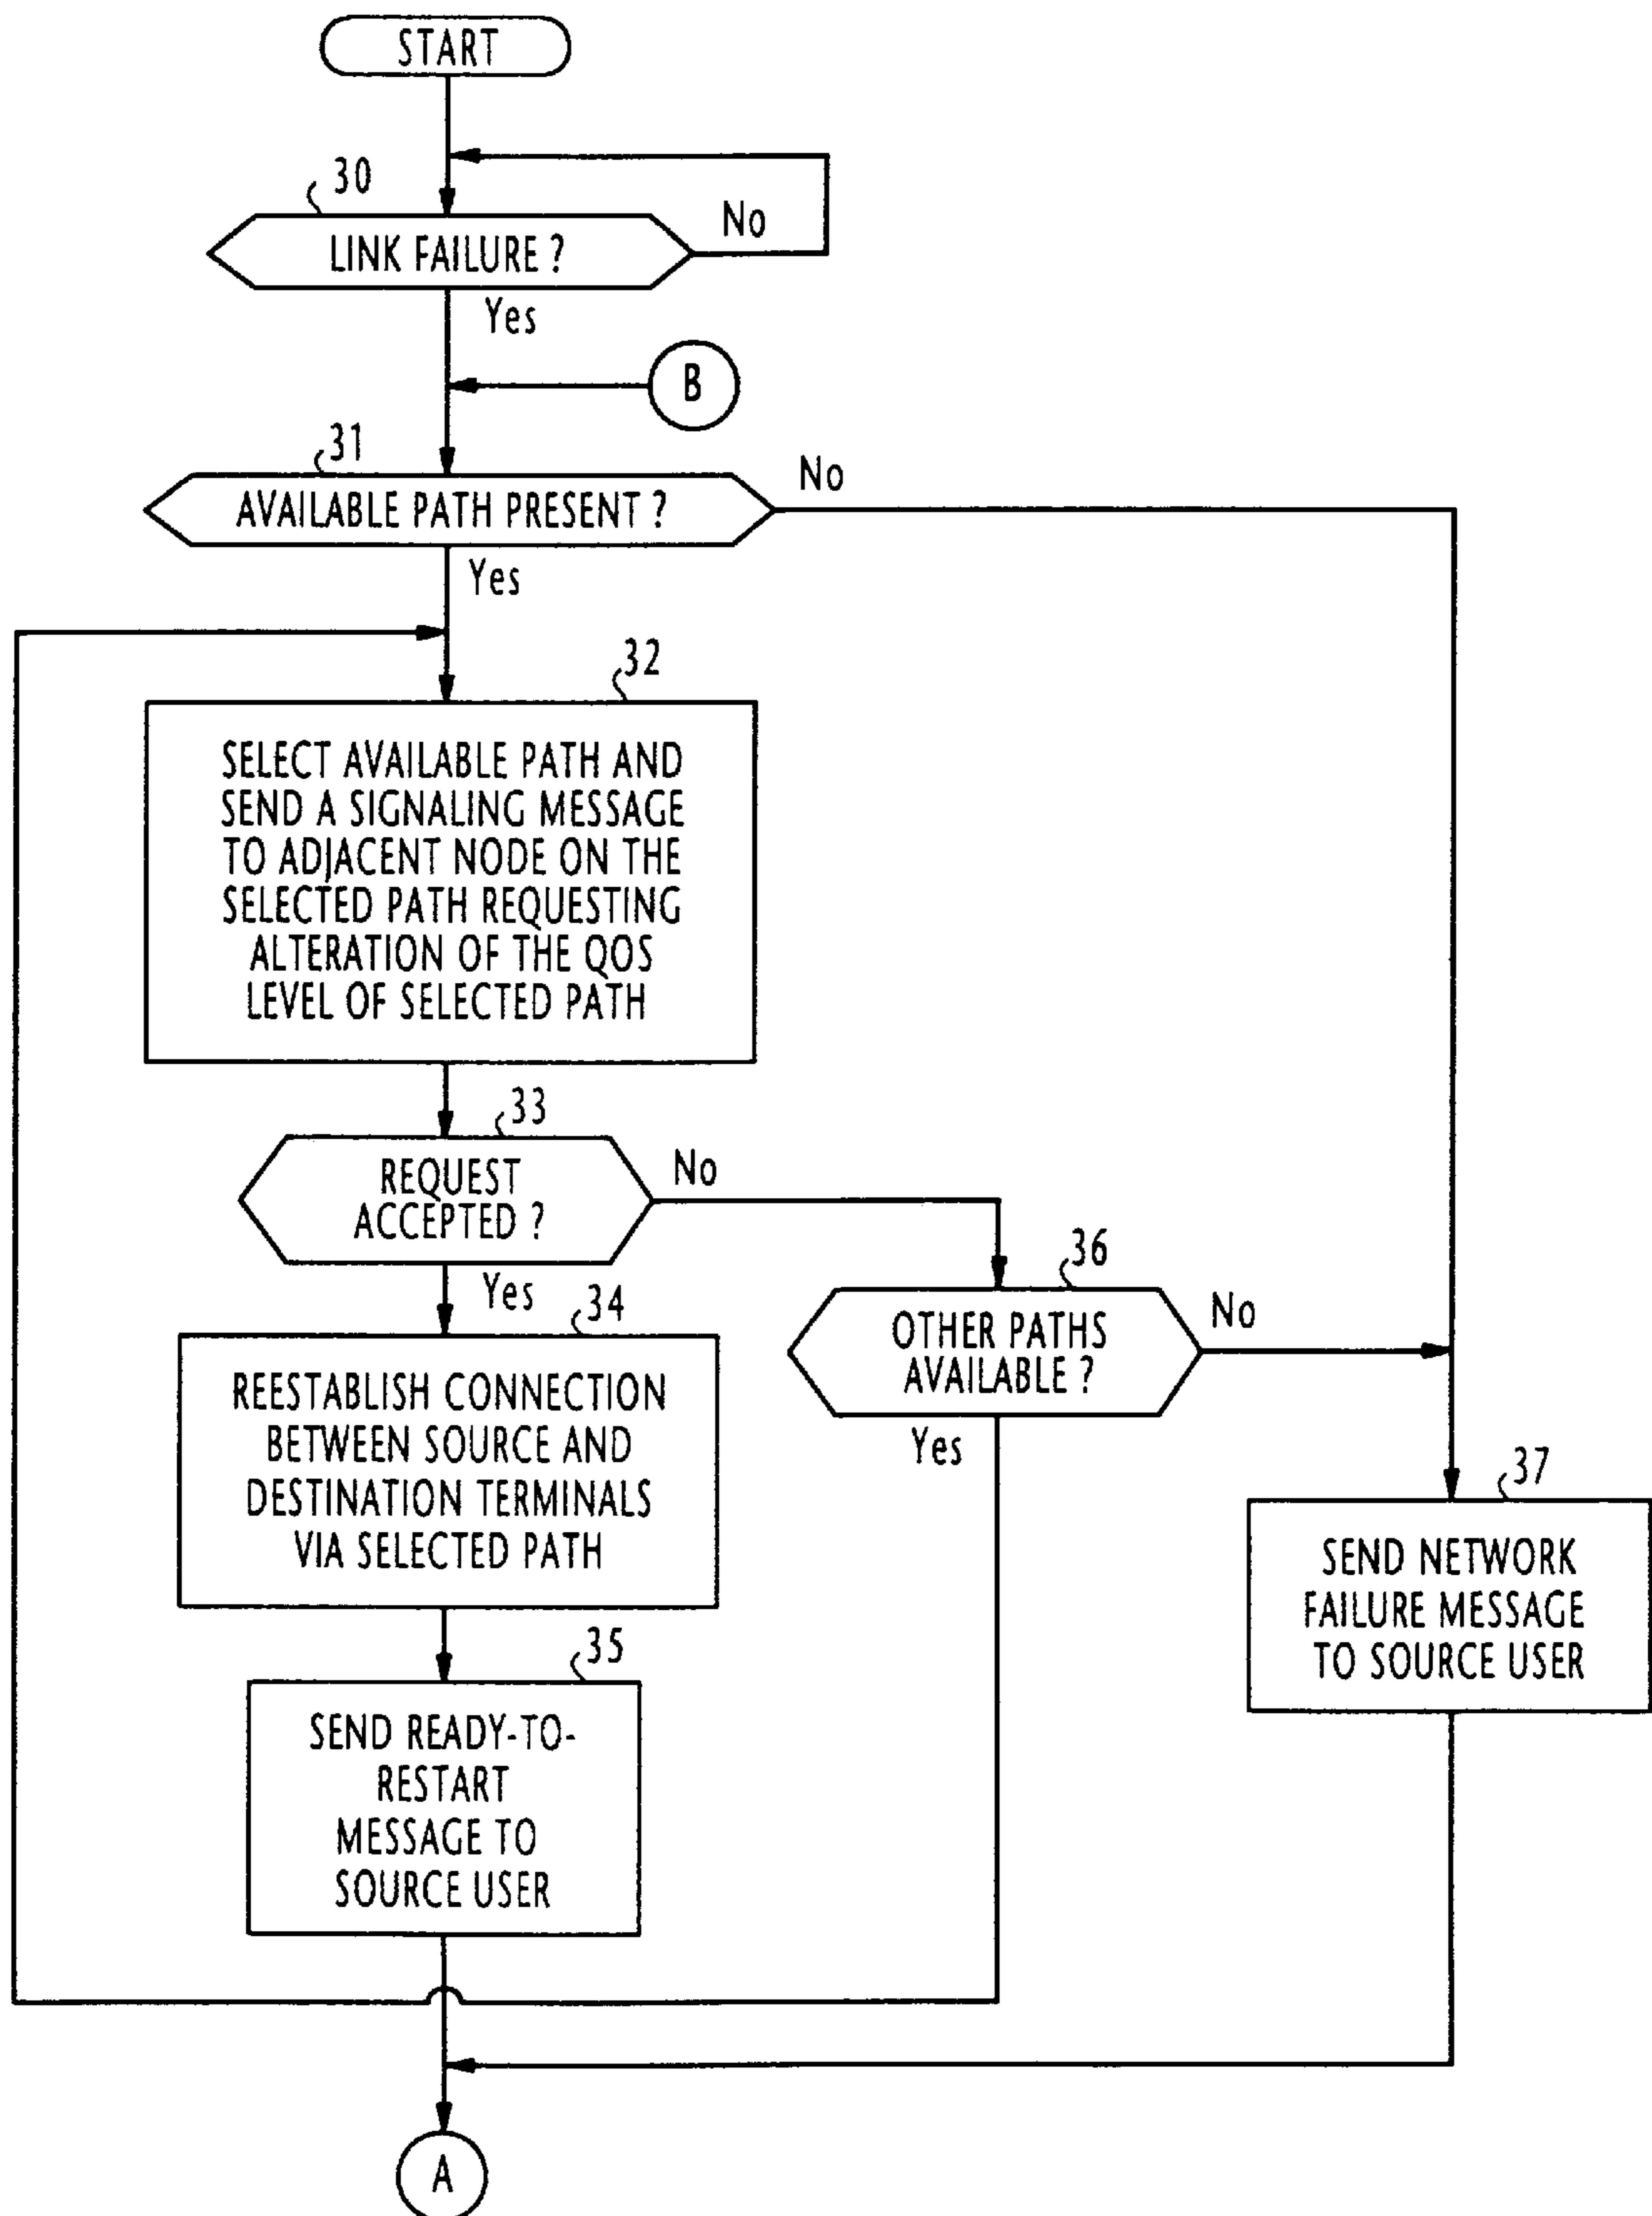 START
30
No
LINK FAILURE ?
Yes
B
31
No
AVAILABLE PATH PRESENT ?
Yes
32
SELECT AVAILABLE PATH AND
SEND A SIGNALING MESSAGE
TO ADJACENT NODE ON THE
SELECTED PATH REQUESTING
ALTERATION OF THE QOS
LEVEL OF SELECTED PATH
33
REQUEST
ACCEPTED ?
No
Yes
34
36
OTHER PATHS
AVAILABLE ?
No
Yes
REESTABLISH CONNECTION
BETWEEN SOURCE AND
DESTINATION TERMINALS
VIA SELECTED PATH
37
SEND NETWORK
FAILURE MESSAGE
TO SOURCE USER
35
SEND READY-TO-
RESTART
MESSAGE TO
SOURCE USER
A